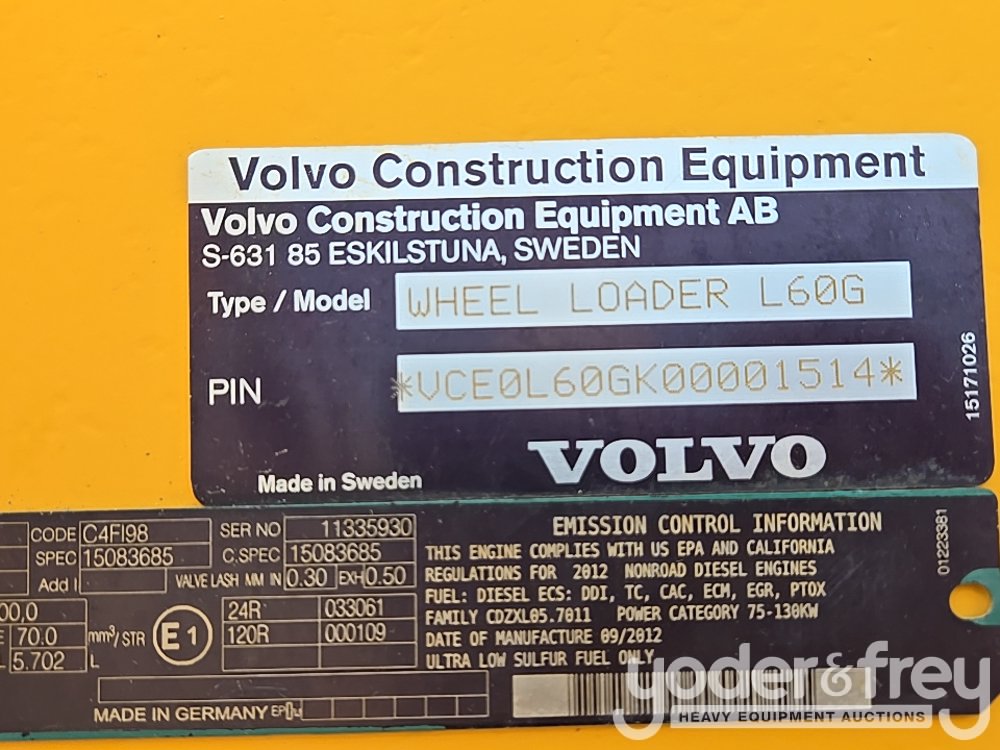 Volvo Construction Equipment
Volvo Construction Equipment AB
S-631 85 ESKILSTUNA, SWEDEN
Type / Model WHEEL LOADER L60G
PIN *VCE0L60GK00001514*
15171026
VOLVO
Made in Sweden
CODE C4FI98 SER NO 11335930
SPEC 15083685 C.SPEC 15083685
Add I VALVE LASH MM IN 0.30 EXH 0.50
00,0 24R 033061
70.0 mm³/STR E1 120R 000109
5.702 L
MADE IN GERMANY
EMISSION CONTROL INFORMATION
THIS ENGINE COMPLIES WITH US EPA AND CALIFORNIA
REGULATIONS FOR 2012 NONROAD DIESEL ENGINES
FUEL: DIESEL ECS: DDI, TC, CAC, ECM, EGR, PTOX
FAMILY CDZXL05.7011 POWER CATEGORY 75-130KW
DATE OF MANUFACTURE 09/2012
ULTRA LOW SULFUR FUEL ONLY
01223381
yoder&frey
HEAVY EQUIPMENT AUCTIONS